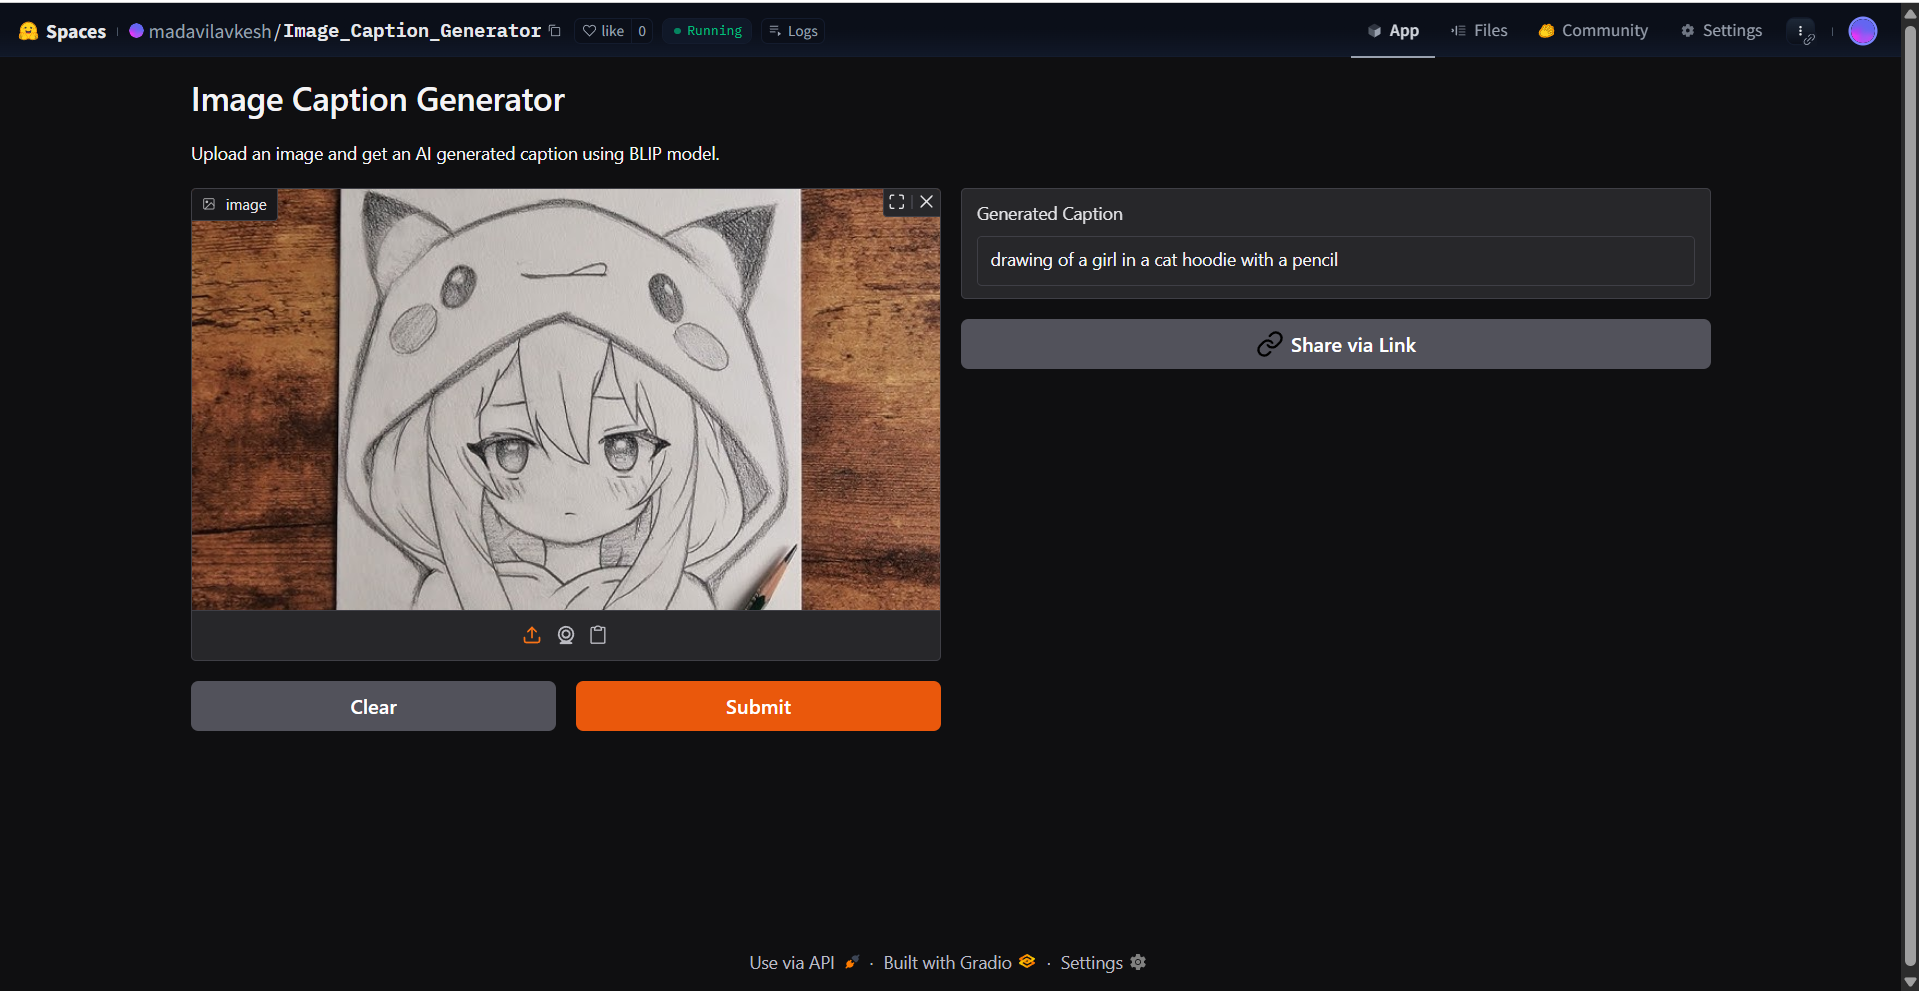 Spaces
madavilavkesh/Image_Caption_Generator
like 0
Running
Logs
App
Files
Community
Settings
Image Caption Generator
Upload an image and get an AI generated caption using BLIP model.
image
Generated Caption
drawing of a girl in a cat hoodie with a pencil
Share via Link
Clear
Submit
Use via API · Built with Gradio · Settings